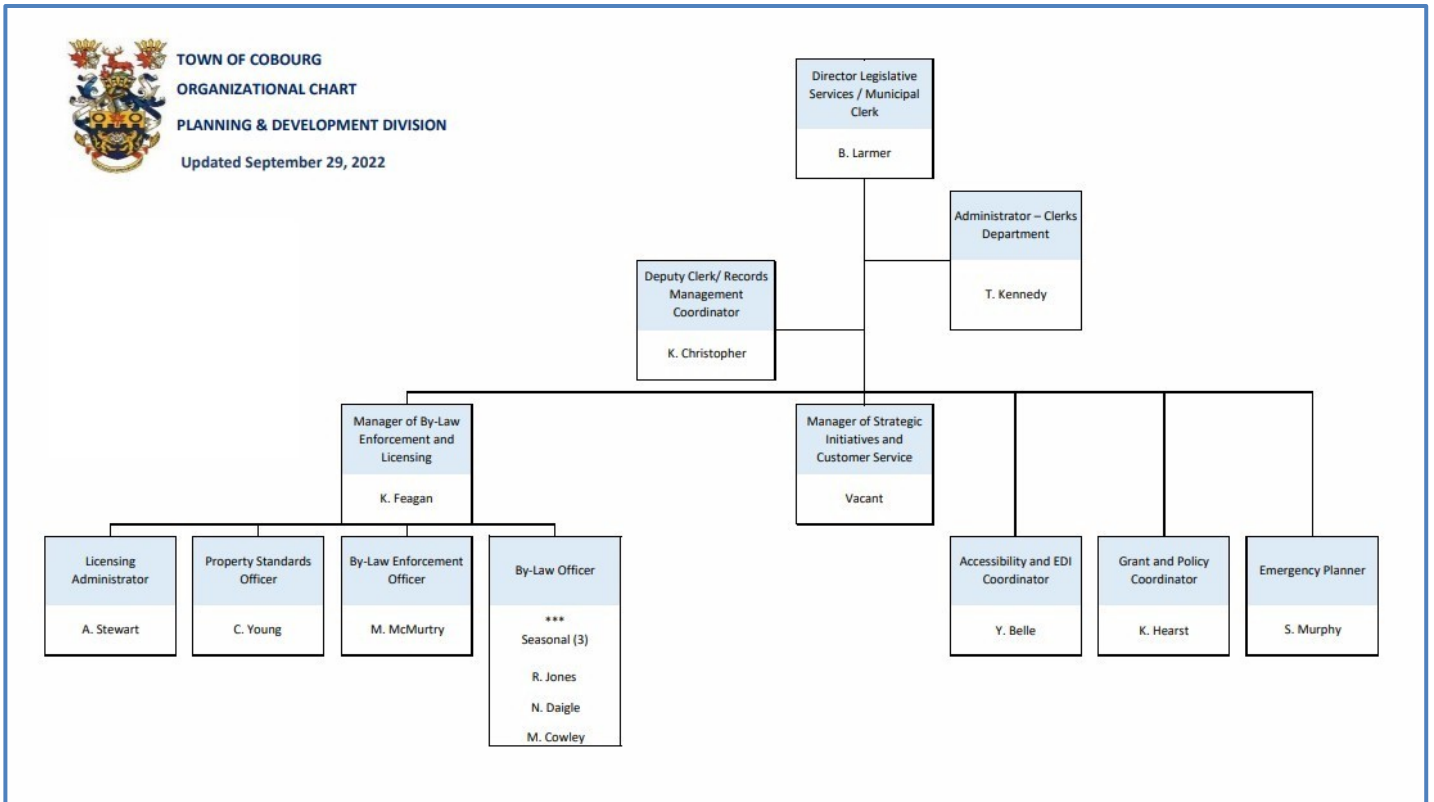 TOWN OF COBOURG
ORGANIZATIONAL CHART
PLANNING & DEVELOPMENT DIVISION
Updated September 29, 2022
Director Legislative
Services / Municipal
Clerk
B. Larmer
Administrator – Clerks
Department
T. Kennedy
Deputy Clerk/ Records
Management
Coordinator
K. Christopher
Manager of By-Law
Enforcement and
Licensing
K. Feagan
Manager of Strategic
Initiatives and
Customer Service
Vacant
Licensing
Administrator
A. Stewart
Property Standards
Officer
C. Young
By-Law Enforcement
Officer
M. McMurtry
By-Law Officer
***
Seasonal (3)
R. Jones
N. Daigle
M. Cowley
Accessibility and EDI
Coordinator
Y. Belle
Grant and Policy
Coordinator
K. Hearst
Emergency Planner
S. Murphy